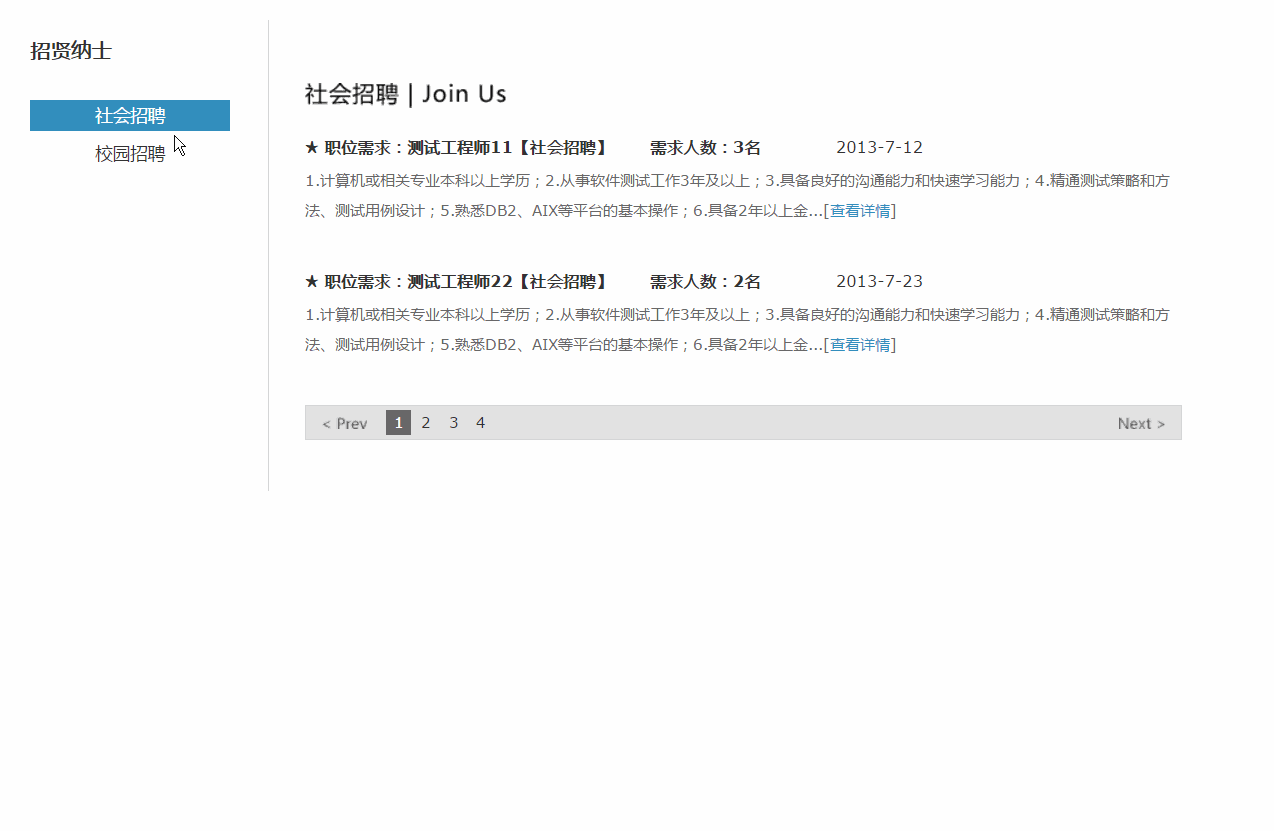 招贤纳士
社会招聘
校园招聘
社会招聘 | Join Us
★ 职位需求：测试工程师11【社会招聘】 需求人数：3名 2013-7-12
1.计算机或相关专业本科以上学历；2.从事软件测试工作3年及以上；3.具备良好的沟通能力和快速学习能力；4.精通测试策略和方
法、测试用例设计；5.熟悉DB2、AIX等平台的基本操作；6.具备2年以上金...[查看详情]
★ 职位需求：测试工程师22【社会招聘】 需求人数：2名 2013-7-23
1.计算机或相关专业本科以上学历；2.从事软件测试工作3年及以上；3.具备良好的沟通能力和快速学习能力；4.精通测试策略和方
法、测试用例设计；5.熟悉DB2、AIX等平台的基本操作；6.具备2年以上金...[查看详情]
< Prev 1 2 3 4 Next >